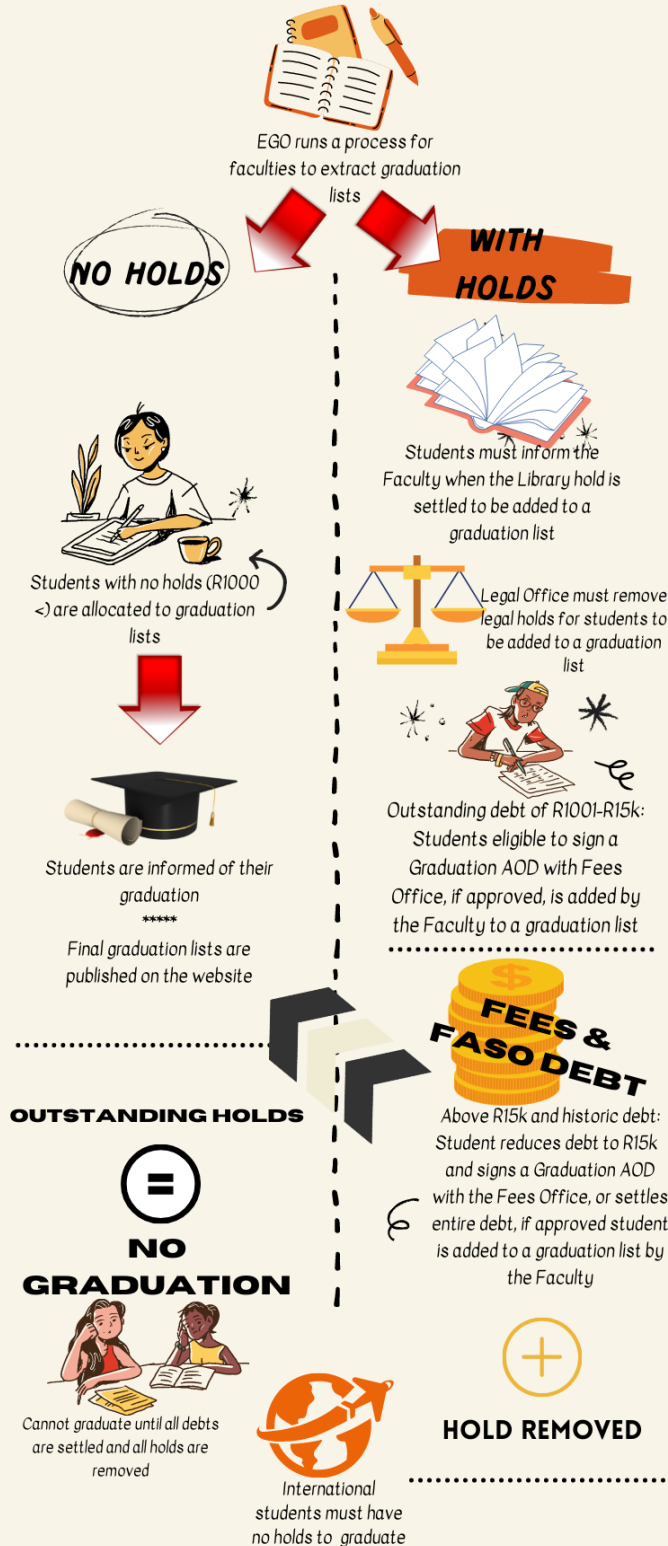 EGO runs a process for
faculties to extract graduation
lists
NO HOLDS
WITH
HOLDS
Students must inform the
Faculty when the Library hold is
settled to be added to a
graduation list
Students with no holds (R1000
<) are allocated to graduation
lists
Legal Office must remove
legal holds for students to
be added to a graduation
list
Outstanding debt of R1001-R15k:
Students eligible to sign a
Graduation AOD with Fees
Office, if approved, is added by
the Faculty to a graduation list
Students are informed of their
graduation
*****
Final graduation lists are
published on the website
FEES &
FASO DEBT
Above R15k and historic debt:
Student reduces debt to R15k
and signs a Graduation AOD
with the Fees Office, or settles
entire debt, if approved student
is added to a graduation list by
the Faculty
OUTSTANDING HOLDS
=
NO
GRADUATION
Cannot graduate until all debts
are settled and all holds are
removed
HOLD REMOVED
International
students must have
no holds to graduate